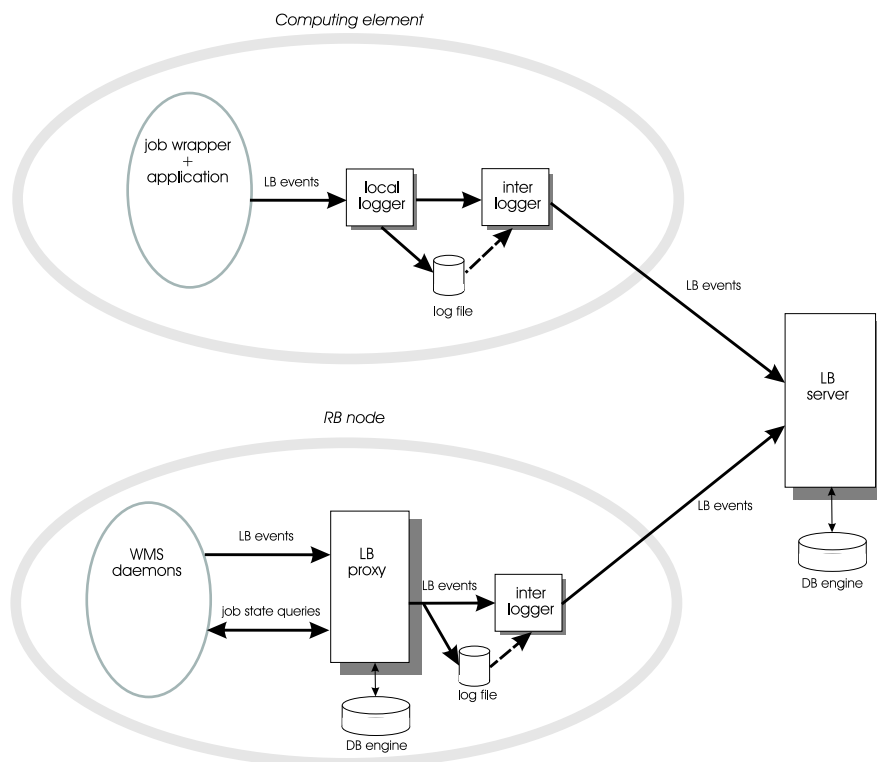 Computing element
job wrapper
+
application
LB events
local
logger
inter
logger
log file
LB events
LB
server
DB engine
RB node
WMS
daemons
LB events
job state queries
LB
proxy
DB engine
LB events
inter
logger
log file
LB events